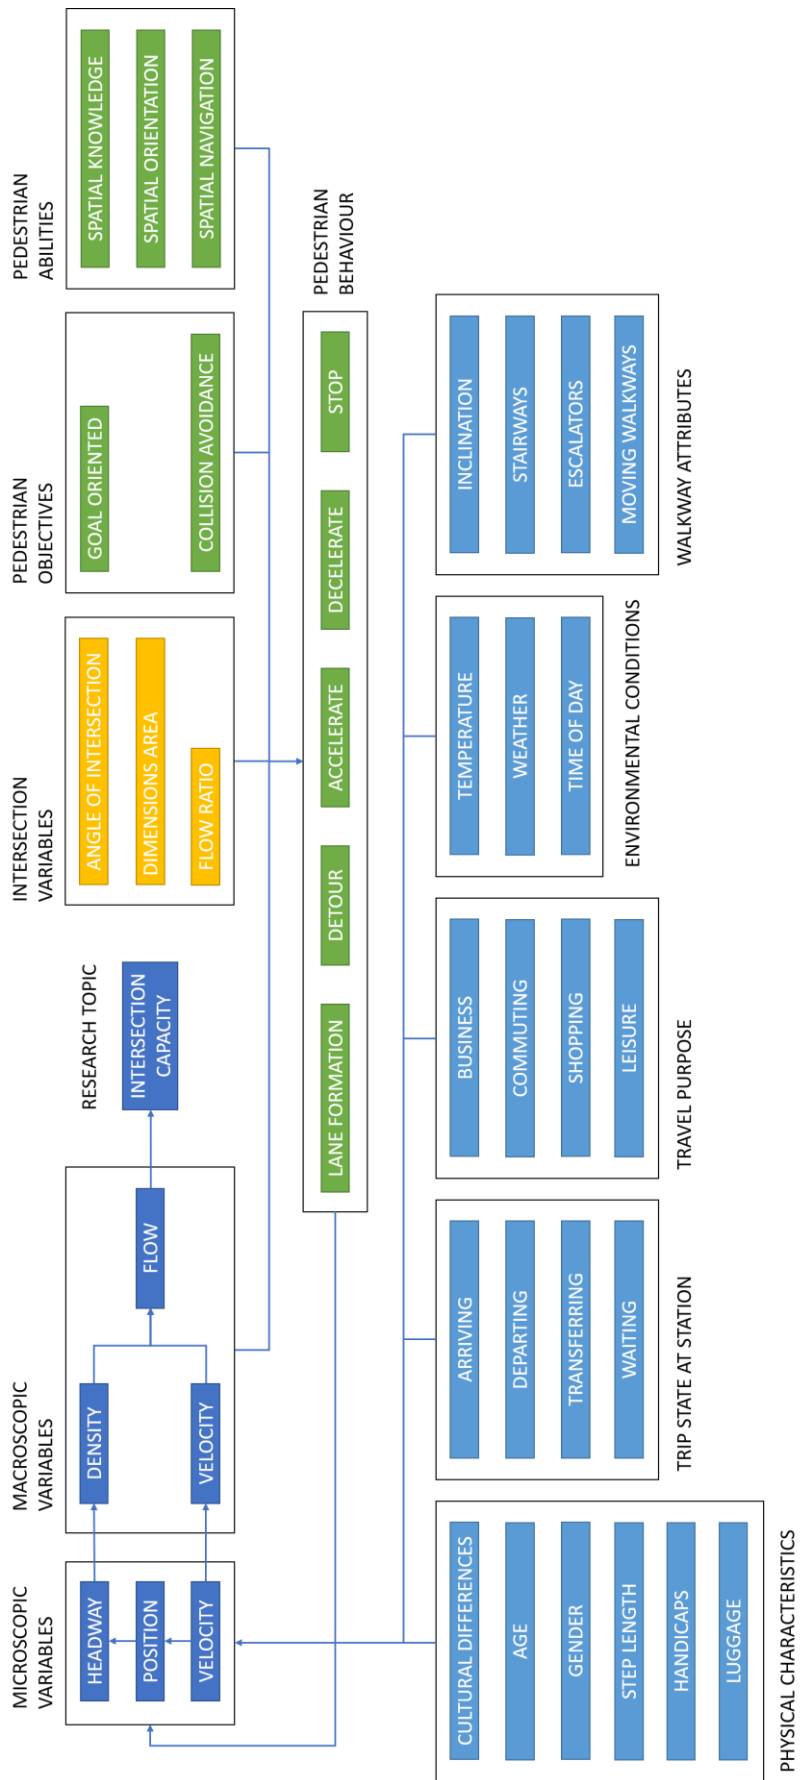 MICROSCOPIC
VARIABLES
HEADWAY
POSITION
VELOCITY
MACROSCOPIC
VARIABLES
DENSITY
VELOCITY
FLOW
RESEARCH TOPIC
INTERSECTION
CAPACITY
INTERSECTION
VARIABLES
ANGLE OF INTERSECTION
DIMENSIONS AREA
FLOW RATIO
PEDESTRIAN
OBJECTIVES
GOAL ORIENTED
COLLISION AVOIDANCE
PEDESTRIAN
ABILITIES
SPATIAL KNOWLEDGE
SPATIAL ORIENTATION
SPATIAL NAVIGATION
LANE FORMATION
DETOUR
ACCELERATE
DECELERATE
STOP
PEDESTRIAN
BEHAVIOUR
CULTURAL DIFFERENCES
AGE
GENDER
STEP LENGTH
HANDICAPS
LUGGAGE
PHYSICAL CHARACTERISTICS
ARRIVING
DEPARTING
TRANSFERRING
WAITING
TRIP STATE AT STATION
BUSINESS
COMMUTING
SHOPPING
LEISURE
TRAVEL PURPOSE
TEMPERATURE
WEATHER
TIME OF DAY
ENVIRONMENTAL CONDITIONS
INCLINATION
STAIRWAYS
ESCALATORS
MOVING WALKWAYS
WALKWAY ATTRIBUTES